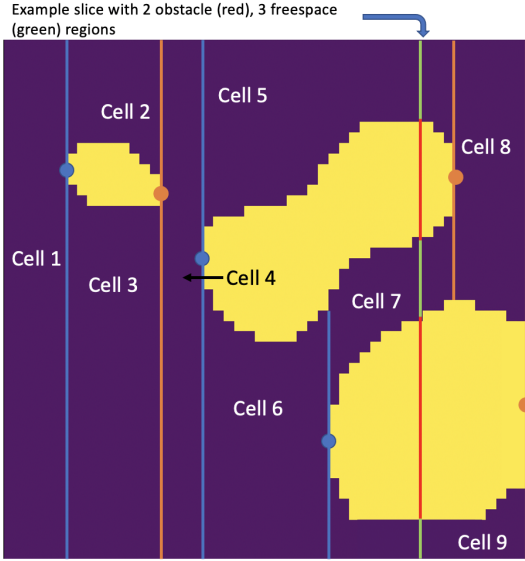 Example slice with 2 obstacle (red), 3 freespace
(green) regions
Cell 5
Cell 2
Cell 8
Cell 1
Cell 3
Cell 4
Cell 7
Cell 6
Cell 9